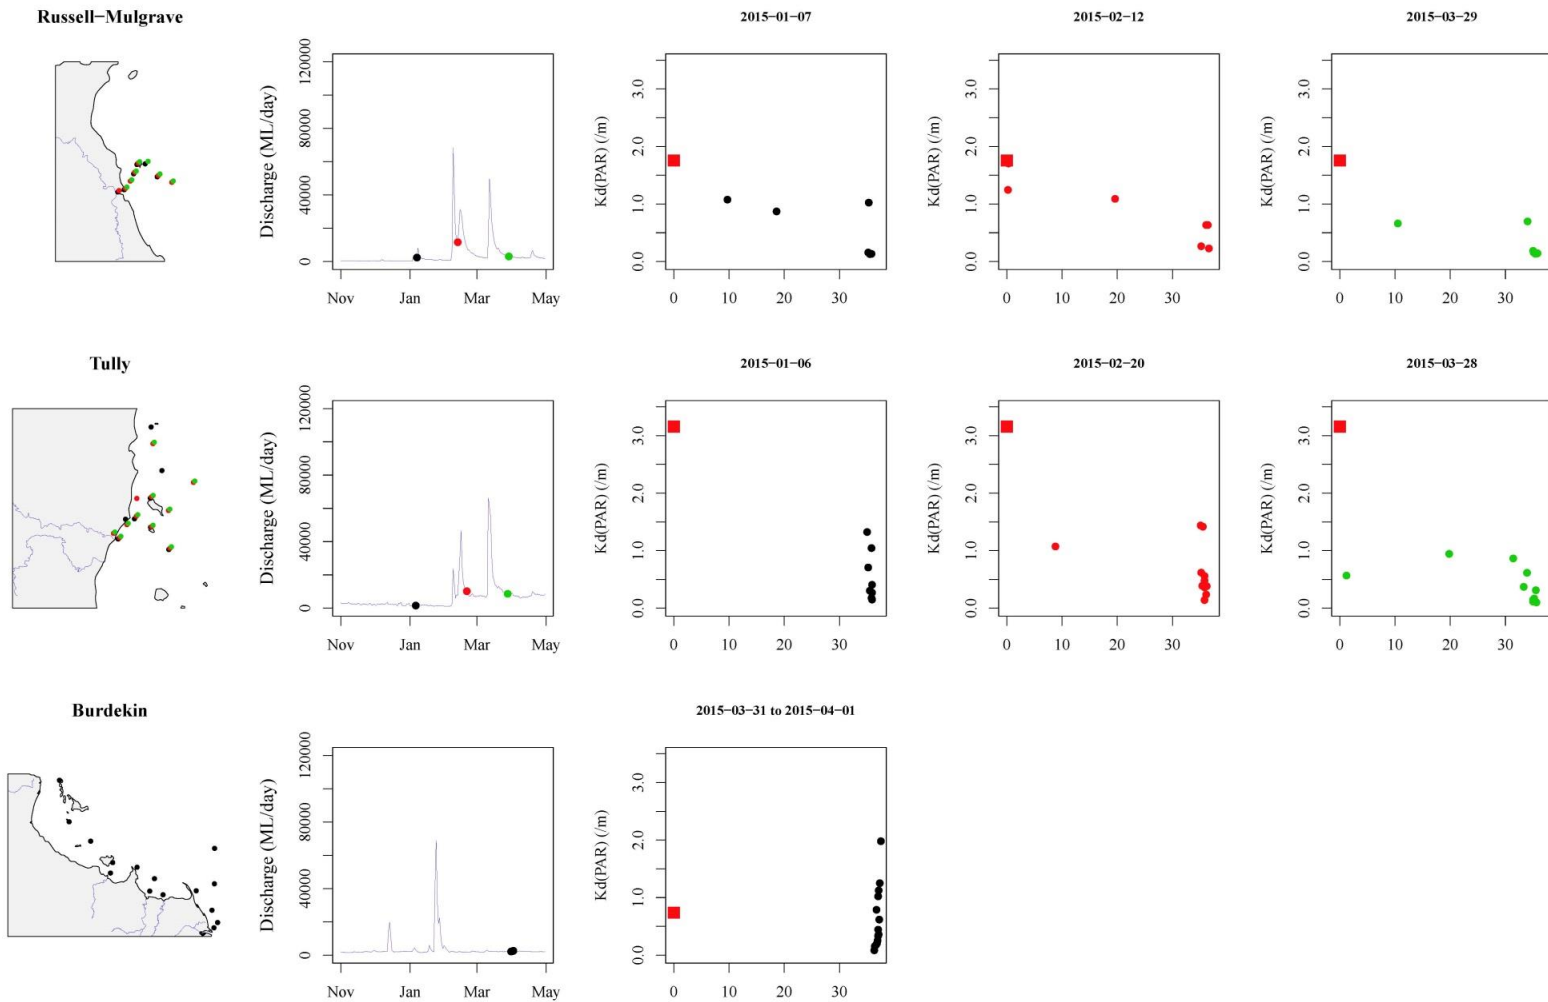 Russell−Mulgrave
2015−01−07
2015−02−12
2015−03−29
Discharge (ML/day)
0 40000 80000 120000
Nov Jan Mar May
Kd(PAR) (/m)
0.0 1.0 2.0 3.0
0 10 20 30
Kd(PAR) (/m)
0.0 1.0 2.0 3.0
0 10 20 30
Kd(PAR) (/m)
0.0 1.0 2.0 3.0
0 10 20 30
Tully
2015−01−06
2015−02−20
2015−03−28
Discharge (ML/day)
0 40000 80000 120000
Nov Jan Mar May
Kd(PAR) (/m)
0.0 1.0 2.0 3.0
0 10 20 30
Kd(PAR) (/m)
0.0 1.0 2.0 3.0
0 10 20 30
Kd(PAR) (/m)
0.0 1.0 2.0 3.0
0 10 20 30
Burdekin
2015−03−31 to 2015−04−01
Discharge (ML/day)
0 40000 80000 120000
Nov Jan Mar May
Kd(PAR) (/m)
0.0 1.0 2.0 3.0
0 10 20 30